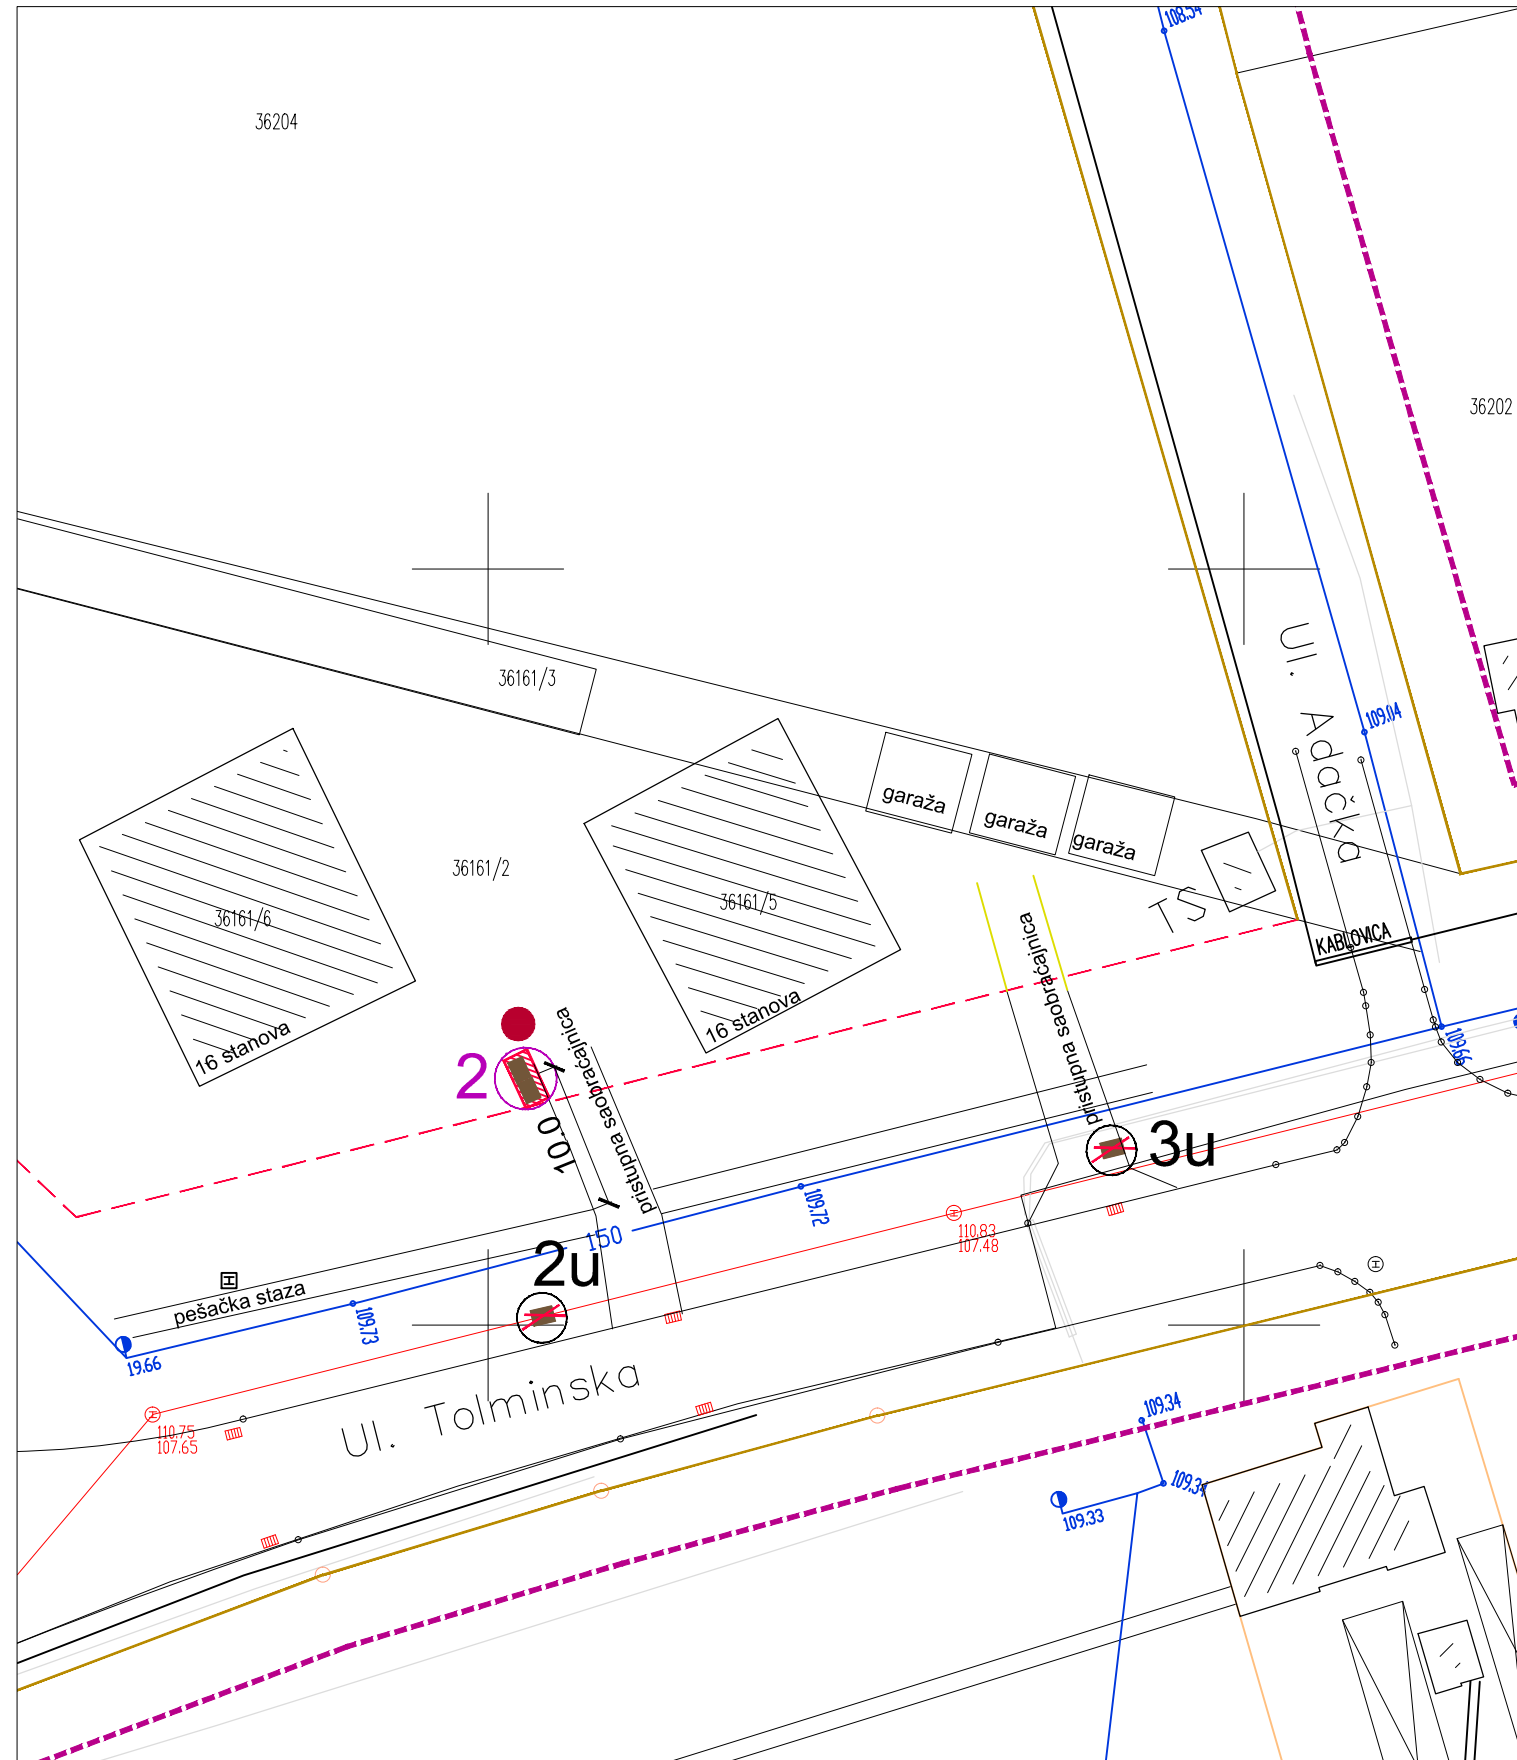 108.54
36204
36202
Ul. Adačka
36161/3
109.04
garaža
garaža
garaža
36161/2
36161/5
36161/6
TS
KABLOVICA
16 stanova
16 stanova
pristupna saobraćajnica
pristupna saobraćajnica
109.66
2
10.0
3u
109.72
110.83
107.48
150
2u
H
pešačka staza
109.73
19.66
110.75
107.65
Ul. Tolminska
109.34
109.34
109.33